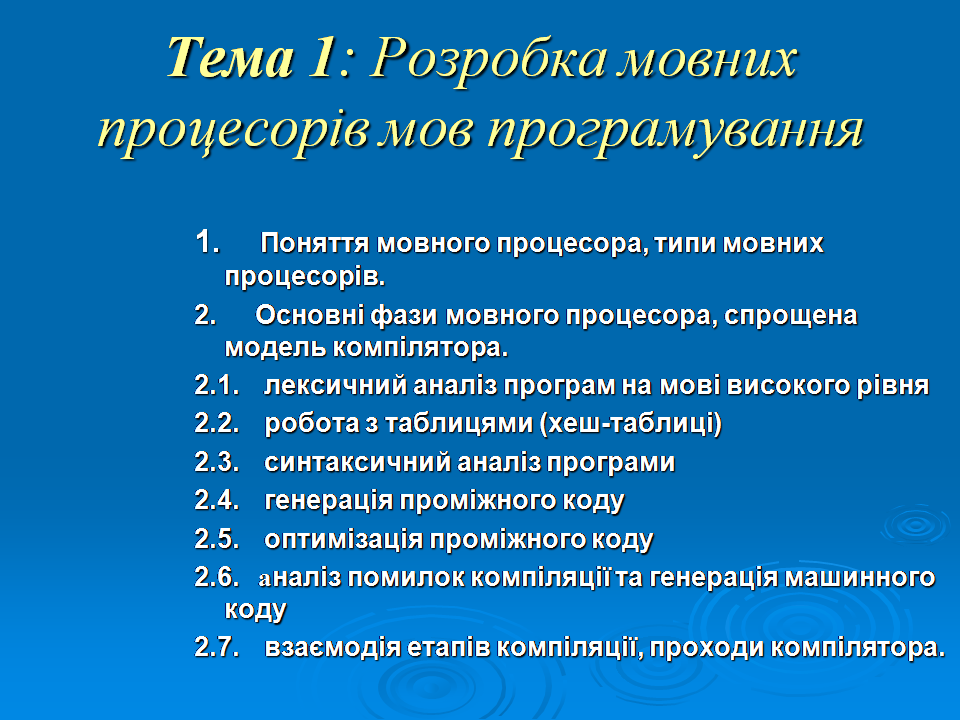 Тема 1: Розробка мовних
процесорів мов програмування
1. Поняття мовного процесора, типи мовних
процесорів.
2. Основні фази мовного процесора, спрощена
модель компілятора.
2.1. лексичний аналіз програм на мові високого рівня
2.2. робота з таблицями (хеш-таблиці)
2.3. синтаксичний аналіз програми
2.4. генерація проміжного коду
2.5. оптимізація проміжного коду
2.6. аналіз помилок компіляції та генерація машинного
коду
2.7. взаємодія етапів компіляції, проходи компілятора.